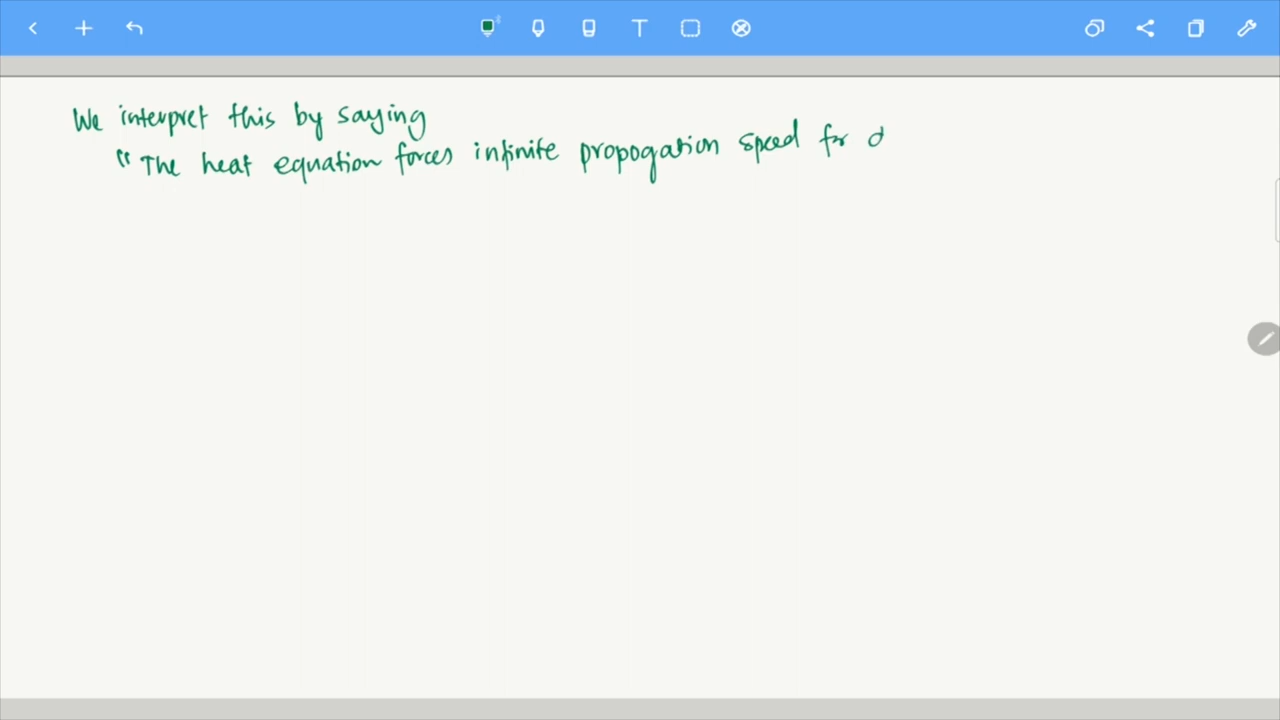 We interpret this by saying
"The heat equation forces infinite propogation speed for d